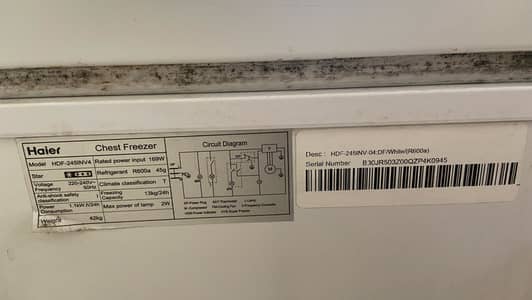 Haier
Chest Freezer
Model HDF-245INV4 Rated power input 169W
Star Refrigerant R600a 45g
Voltage 220-240V~
Frequency 50Hz
Climate classification T
Anti-shock safety
classification
Freezing
Capacity 13kg/24h
Power
Consumption 1.1kW.h/24h
Max power of lamp 2W
Weight 42kg
Circuit Diagram
L-Lamp
Desc : HDF-245INV-04;DF/White/(R600a)
Serial Number B30JR503Z00QZP4K0945